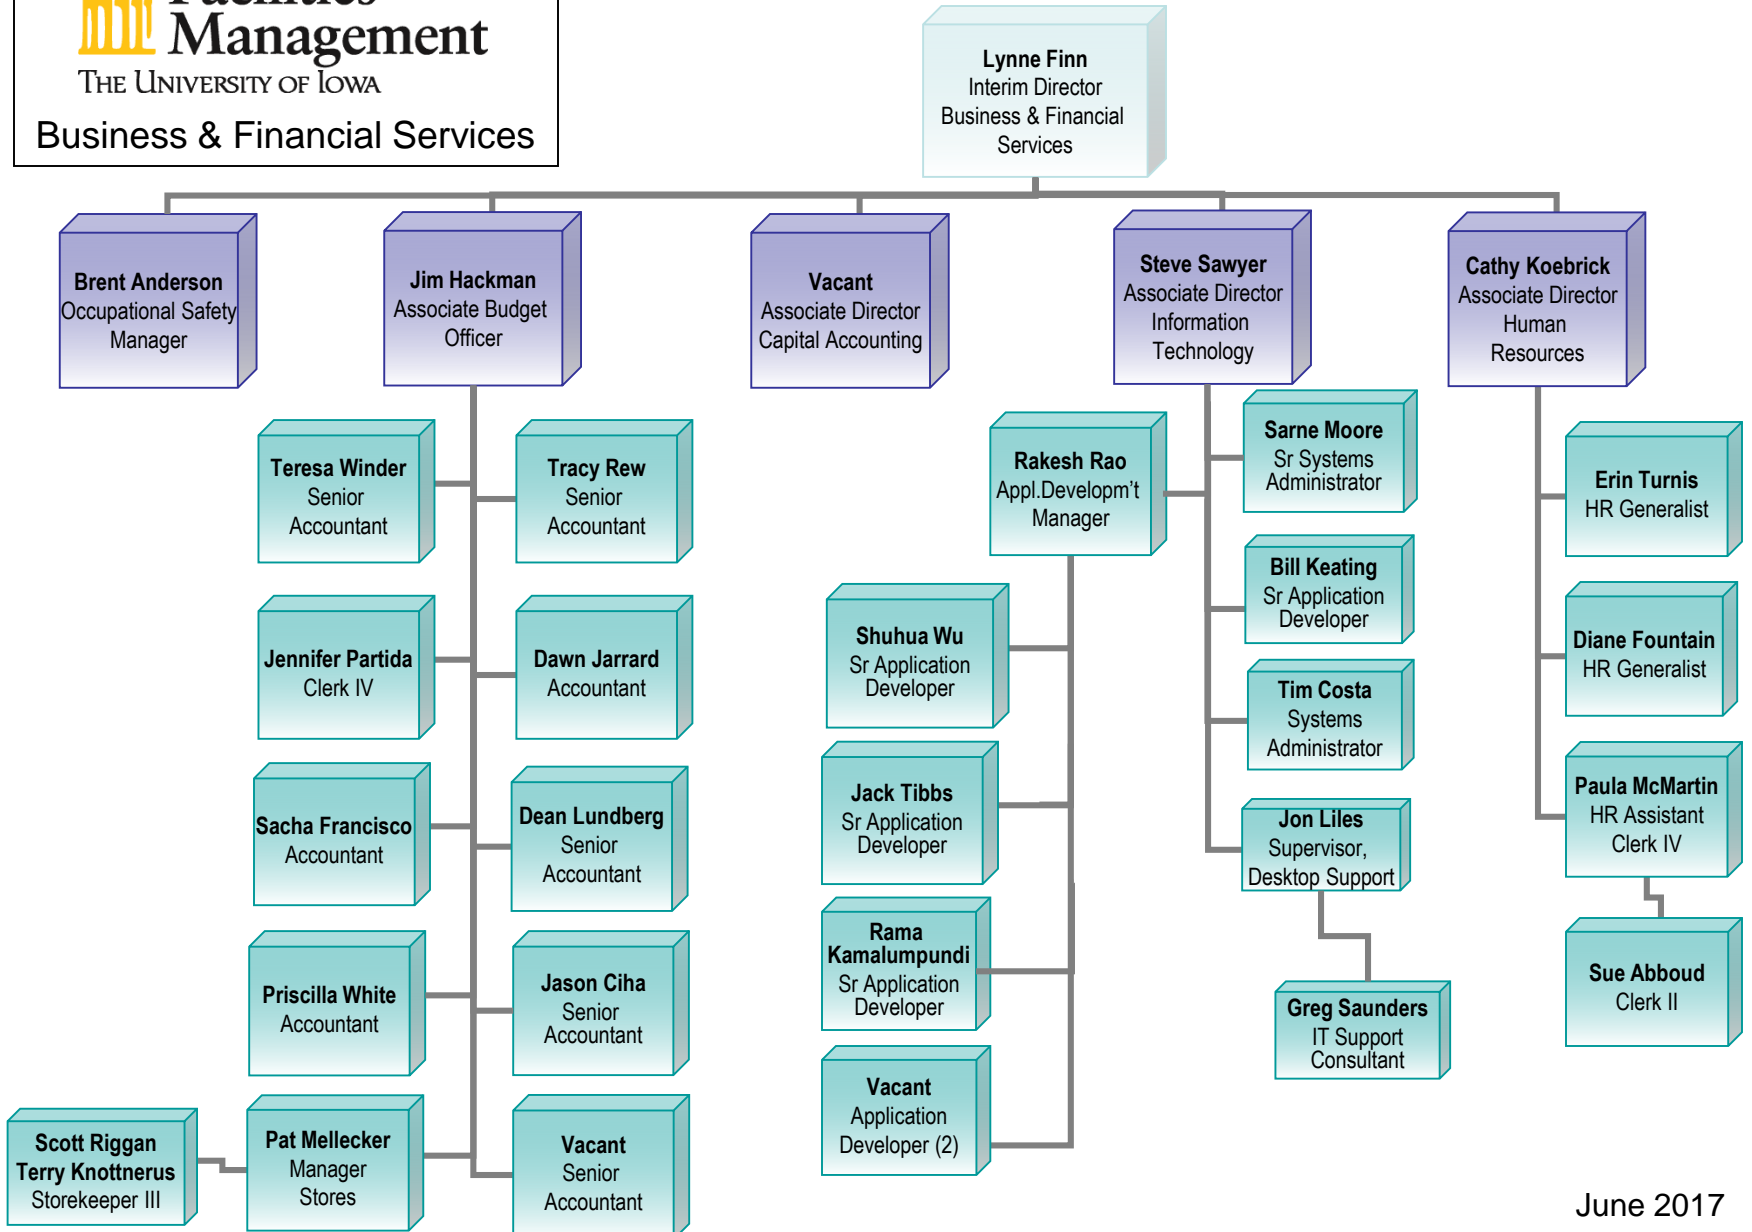 Facilities
Management
THE UNIVERSITY OF IOWA
Business & Financial Services
Lynne Finn
Interim Director
Business & Financial
Services
Brent Anderson
Occupational Safety
Manager
Jim Hackman
Associate Budget
Officer
Vacant
Associate Director
Capital Accounting
Steve Sawyer
Associate Director
Information
Technology
Cathy Koebrick
Associate Director
Human
Resources
Teresa Winder
Senior
Accountant
Tracy Rew
Senior
Accountant
Jennifer Partida
Clerk IV
Dawn Jarrard
Accountant
Sacha Francisco
Accountant
Dean Lundberg
Senior
Accountant
Priscilla White
Accountant
Jason Ciha
Senior
Accountant
Scott Riggan
Terry Knottnerus
Storekeeper III
Pat Mellecker
Manager
Stores
Vacant
Senior
Accountant
Rakesh Rao
Appl.Developm't
Manager
Shuhua Wu
Sr Application
Developer
Jack Tibbs
Sr Application
Developer
Rama
Kamalumpundi
Sr Application
Developer
Vacant
Application
Developer (2)
Sarne Moore
Sr Systems
Administrator
Bill Keating
Sr Application
Developer
Tim Costa
Systems
Administrator
Jon Liles
Supervisor,
Desktop Support
Greg Saunders
IT Support
Consultant
Erin Turnis
HR Generalist
Diane Fountain
HR Generalist
Paula McMartin
HR Assistant
Clerk IV
Sue Abboud
Clerk II
June 2017